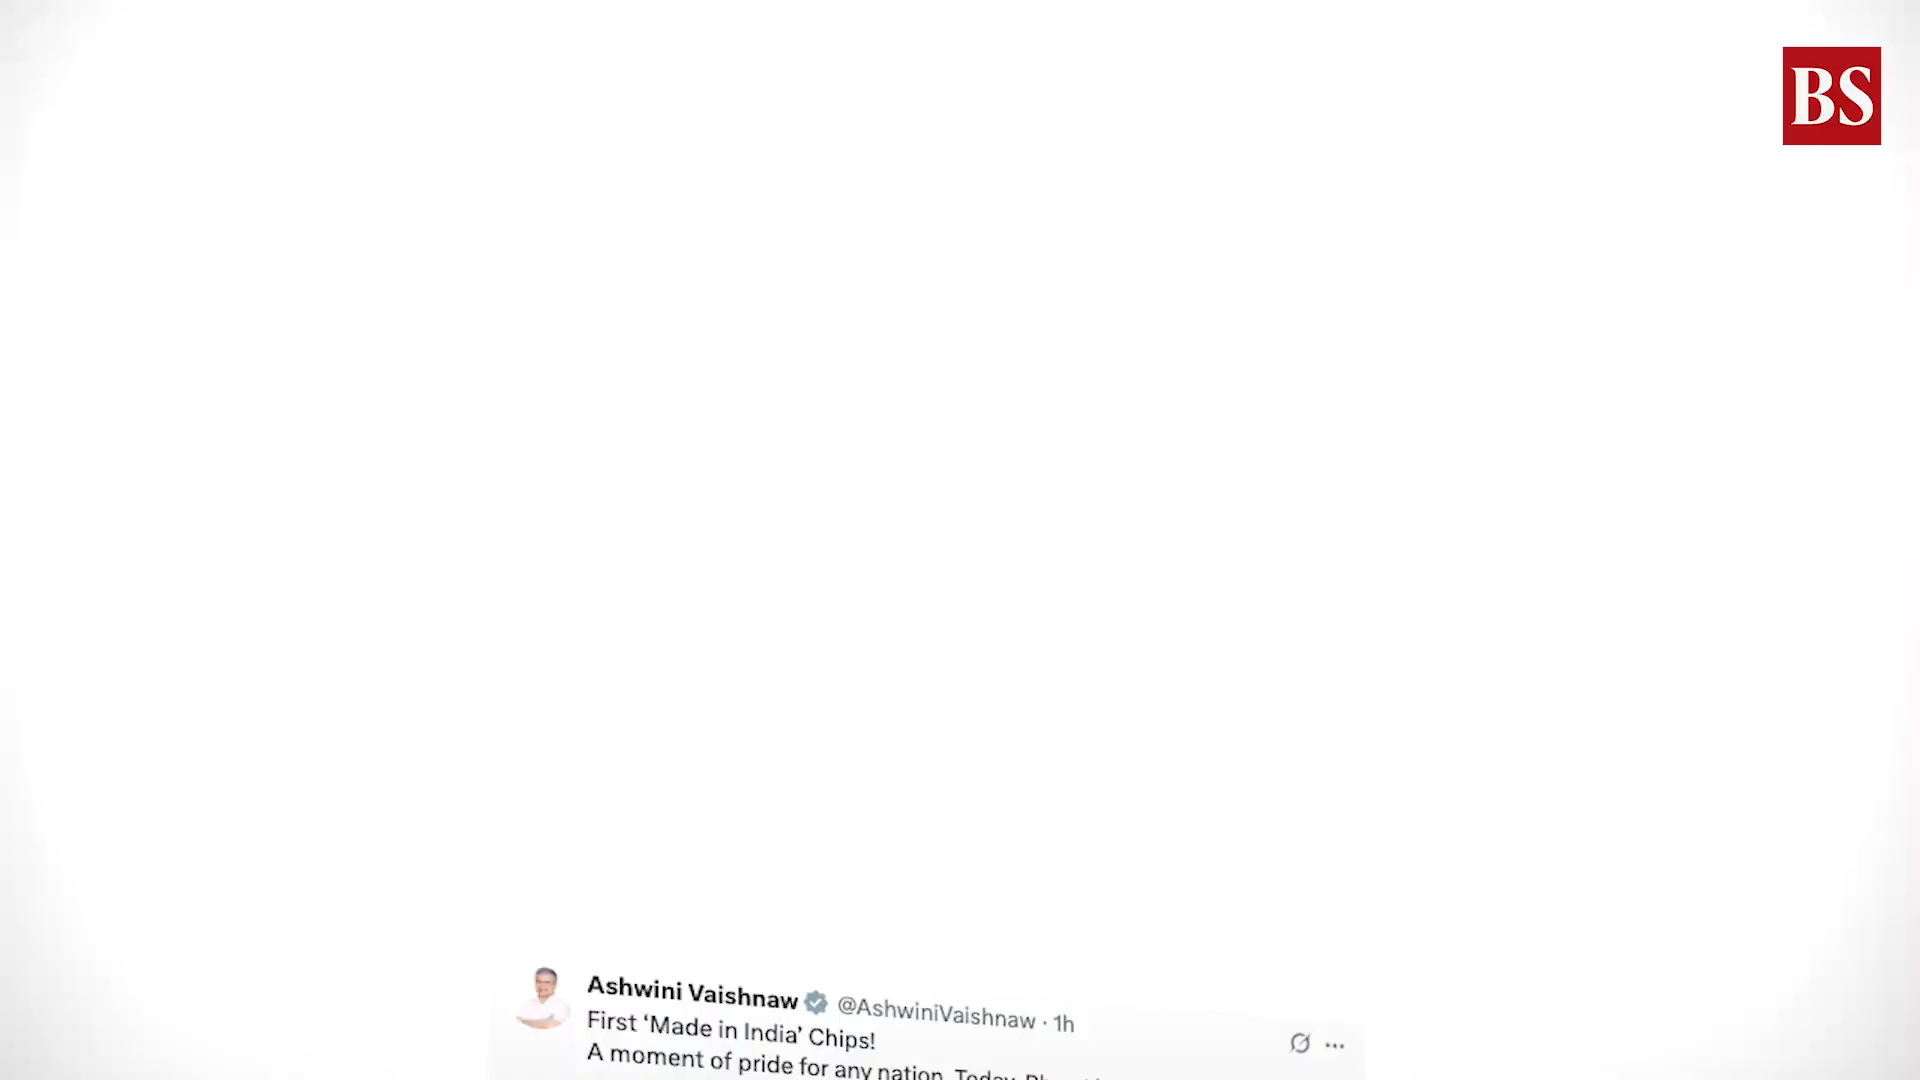 BS
Ashwini Vaishnaw @AshwiniVaishnaw · 1h
First ‘Made in India’ Chips!
A moment of pride for any nation. Today,